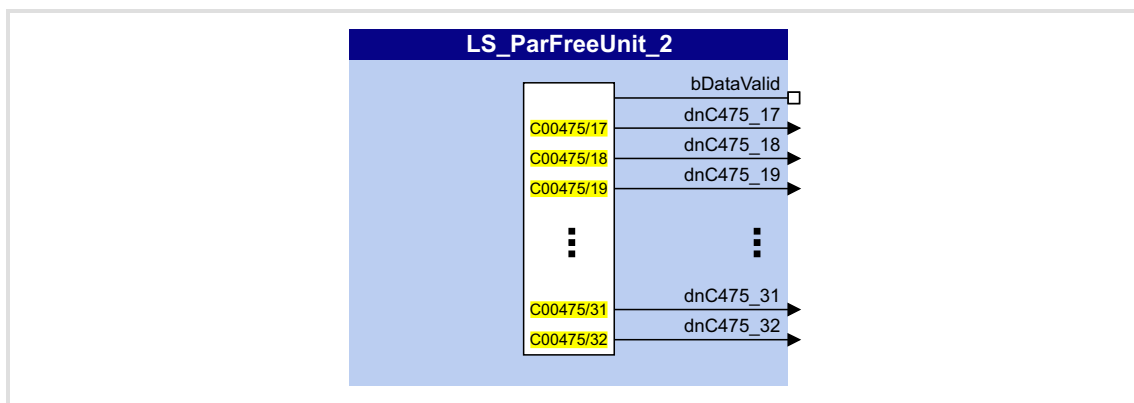 LS_ParFreeUnit_2
bDataValid
C00475/17 dnC475_17
C00475/18 dnC475_18
C00475/19 dnC475_19
C00475/31 dnC475_31
C00475/32 dnC475_32